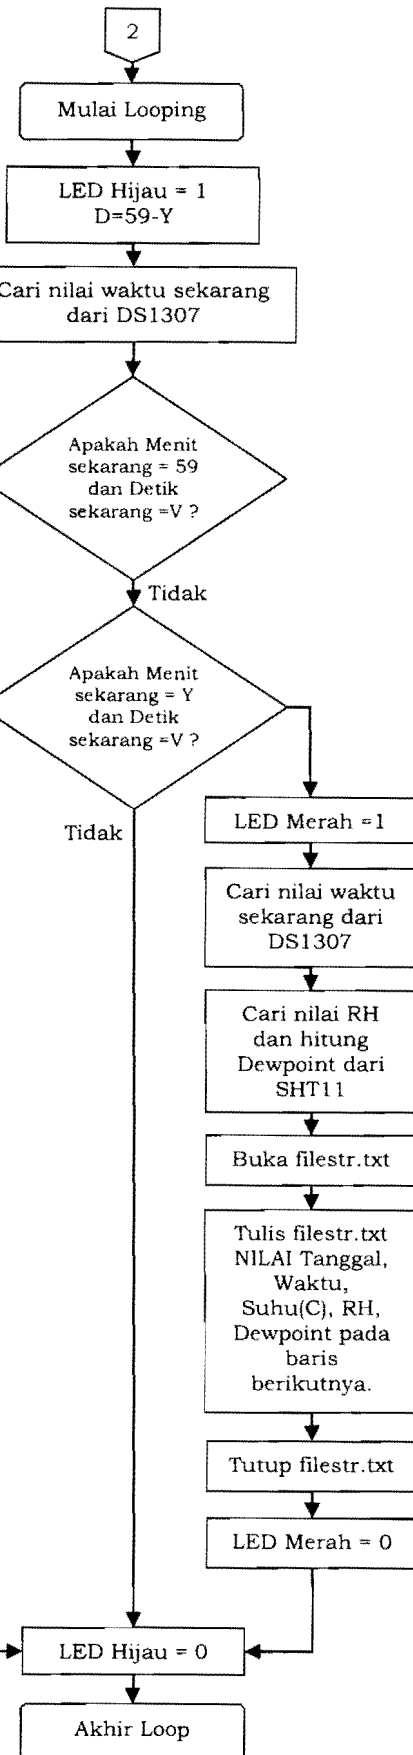 2
Mulai Looping
LED Hijau = 1
D=59-Y
Cari nilai waktu sekarang
dari DS1307
Apakah Menit
sekarang = 59
dan Detik
sekarang =V ?
Tidak
Apakah Menit
sekarang = Y
dan Detik
sekarang =V ?
Tidak
LED Merah =1
Cari nilai waktu
sekarang dari
DS1307
Cari nilai RH
dan hitung
Dewpoint dari
SHT11
Buka filestr.txt
Tulis filestr.txt
NILAI Tanggal,
Waktu,
Suhu(C), RH,
Dewpoint pada
baris
berikutnya.
Tutup filestr.txt
LED Merah = 0
LED Hijau = 0
Akhir Loop